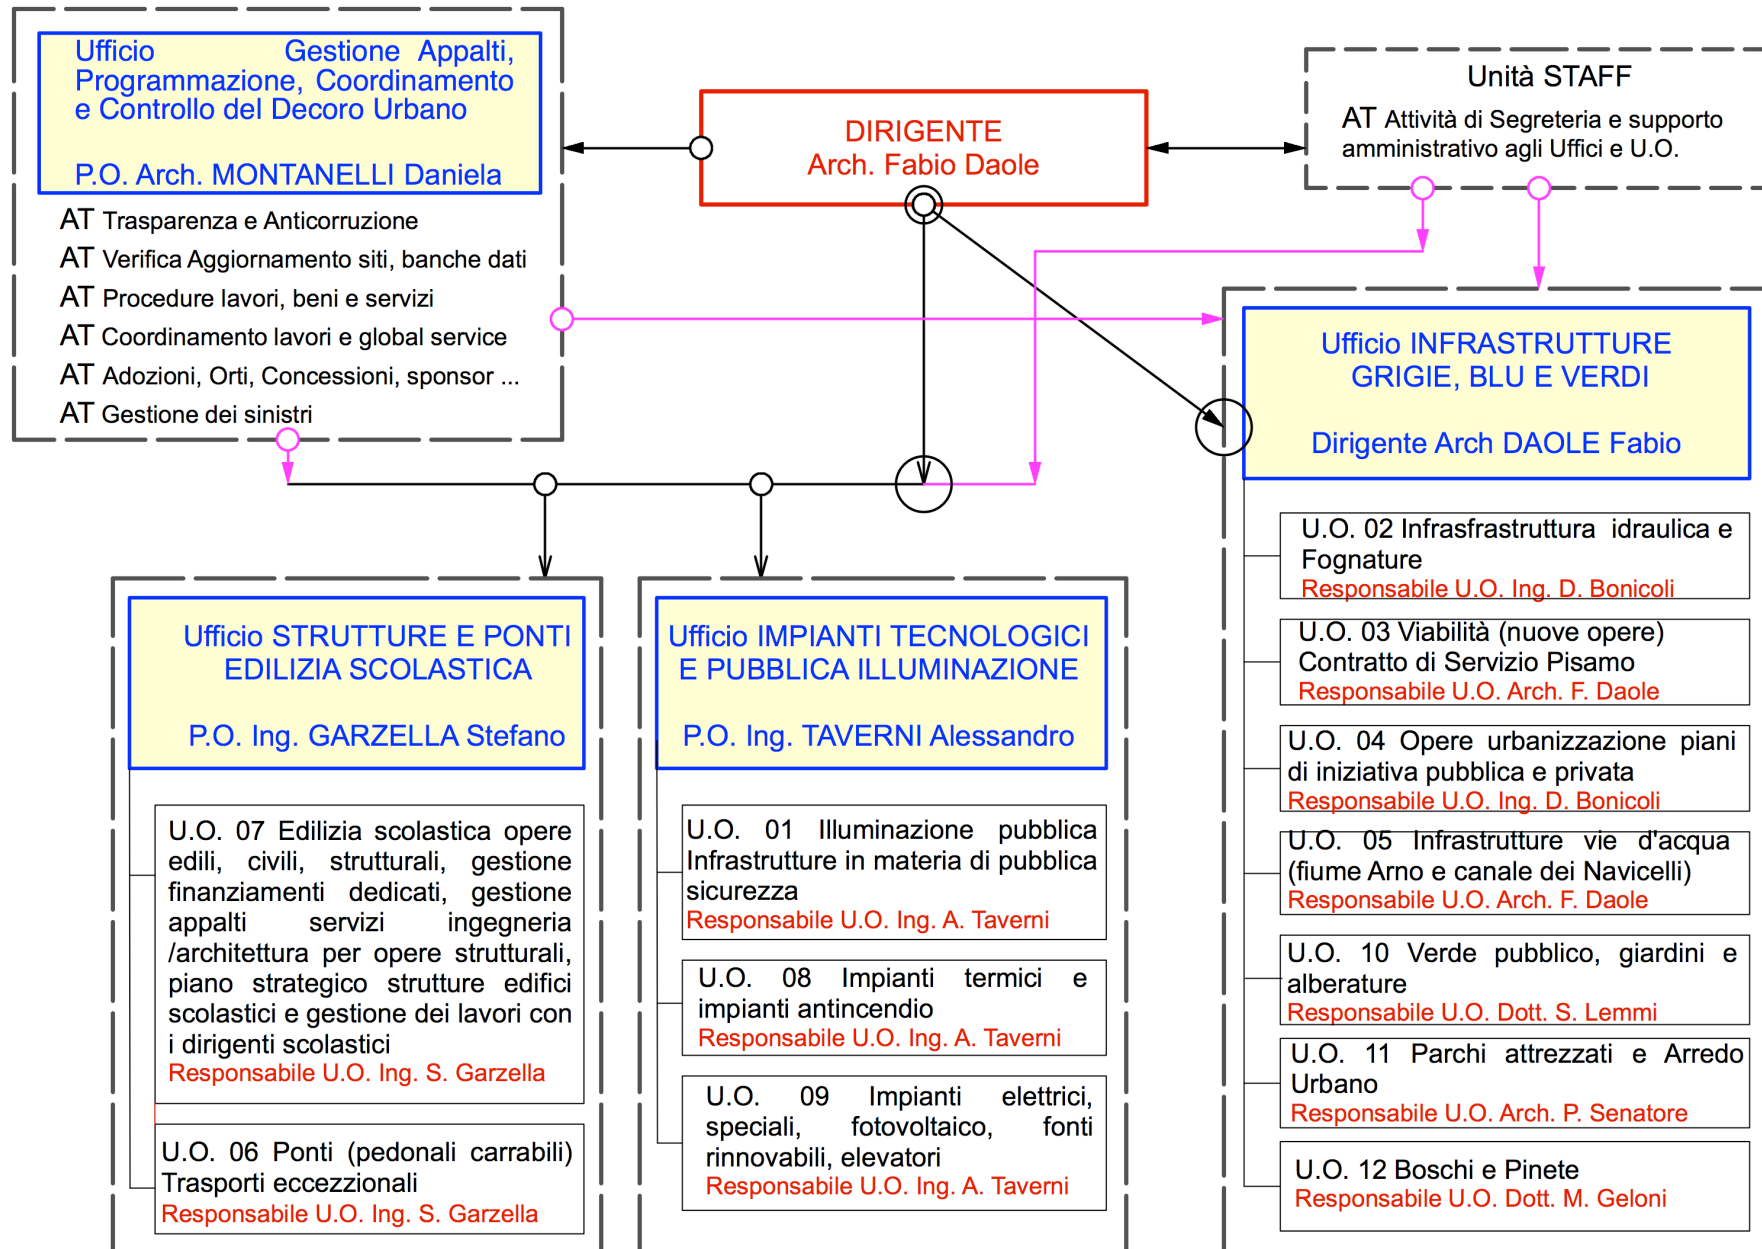 Ufficio Gestione Appalti,
Programmazione, Coordinamento
e Controllo del Decoro Urbano
P.O. Arch. MONTANELLI Daniela
AT Trasparenza e Anticorruzione
AT Verifica Aggiornamento siti, banche dati
AT Procedure lavori, beni e servizi
AT Coordinamento lavori e global service
AT Adozioni, Orti, Concessioni, sponsor ...
AT Gestione dei sinistri
DIRIGENTE
Arch. Fabio Daole
Unità STAFF
AT Attività di Segreteria e supporto
amministrativo agli Uffici e U.O.
Ufficio STRUTTURE E PONTI
EDILIZIA SCOLASTICA
P.O. Ing. GARZELLA Stefano
U.O. 07 Edilizia scolastica opere
edili, civili, strutturali, gestione
finanziamenti dedicati, gestione
appalti servizi ingegneria
/architettura per opere strutturali,
piano strategico strutture edifici
scolastici e gestione dei lavori con
i dirigenti scolastici
Responsabile U.O. Ing. S. Garzella
U.O. 06 Ponti (pedonali carrabili)
Trasporti eccezzionali
Responsabile U.O. Ing. S. Garzella
Ufficio IMPIANTI TECNOLOGICI
E PUBBLICA ILLUMINAZIONE
P.O. Ing. TAVERNI Alessandro
U.O. 01 Illuminazione pubblica
Infrastrutture in materia di pubblica
sicurezza
Responsabile U.O. Ing. A. Taverni
U.O. 08 Impianti termici e
impianti antincendio
Responsabile U.O. Ing. A. Taverni
U.O. 09 Impianti elettrici,
speciali, fotovoltaico, fonti
rinnovabili, elevatori
Responsabile U.O. Ing. A. Taverni
Ufficio INFRASTRUTTURE
GRIGIE, BLU E VERDI
Dirigente Arch DAOLE Fabio
U.O. 02 Infrasfrastruttura idraulica e
Fognature
Responsabile U.O. Ing. D. Bonicoli
U.O. 03 Viabilità (nuove opere)
Contratto di Servizio Pisamo
Responsabile U.O. Arch. F. Daole
U.O. 04 Opere urbanizzazione piani
di iniziativa pubblica e privata
Responsabile U.O. Ing. D. Bonicoli
U.O. 05 Infrastrutture vie d'acqua
(fiume Arno e canale dei Navicelli)
Responsabile U.O. Arch. F. Daole
U.O. 10 Verde pubblico, giardini e
alberature
Responsabile U.O. Dott. S. Lemmi
U.O. 11 Parchi attrezzati e Arredo
Urbano
Responsabile U.O. Arch. P. Senatore
U.O. 12 Boschi e Pinete
Responsabile U.O. Dott. M. Geloni